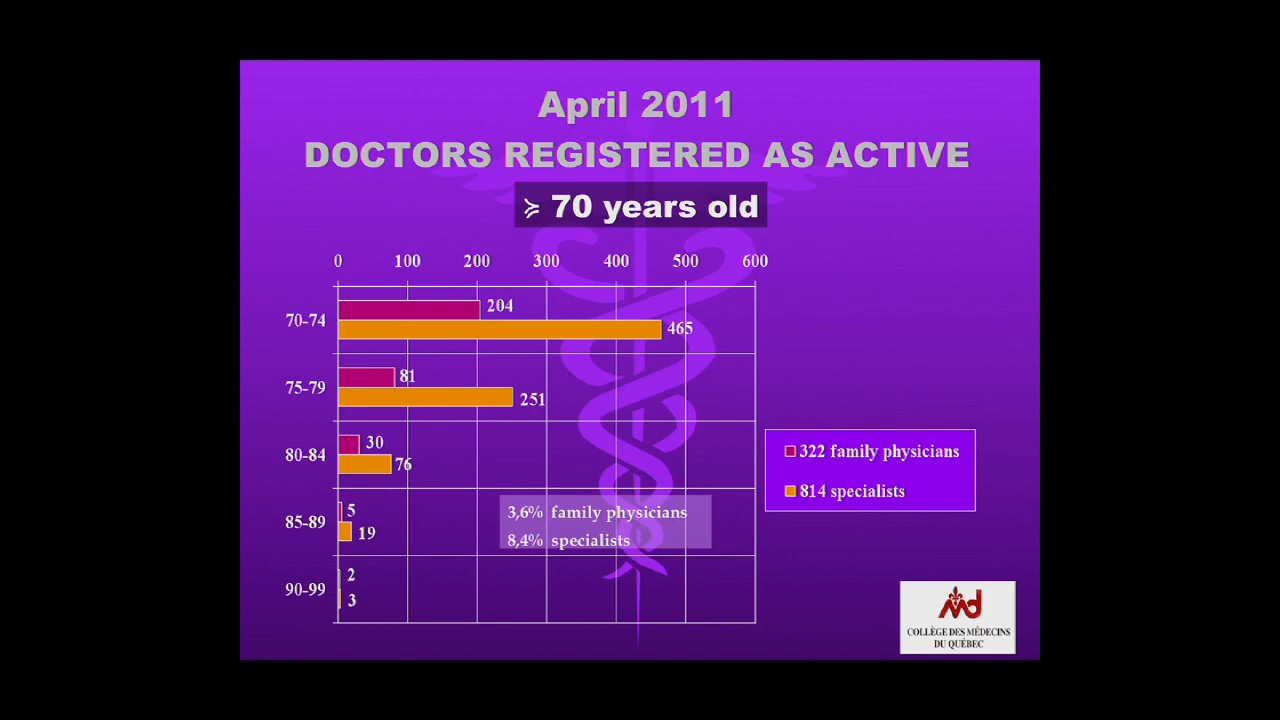 April 2011
DOCTORS REGISTERED AS ACTIVE
⪰ 70 years old
0 100 200 300 400 500 600
70-74 204
465
75-79 81
251
80-84 30
76
85-89 5
19
90-99 2
3
322 family physicians
814 specialists
3,6% family physicians
8,4% specialists
COLLÈGE DES MÉDECINS
DU QUÉBEC